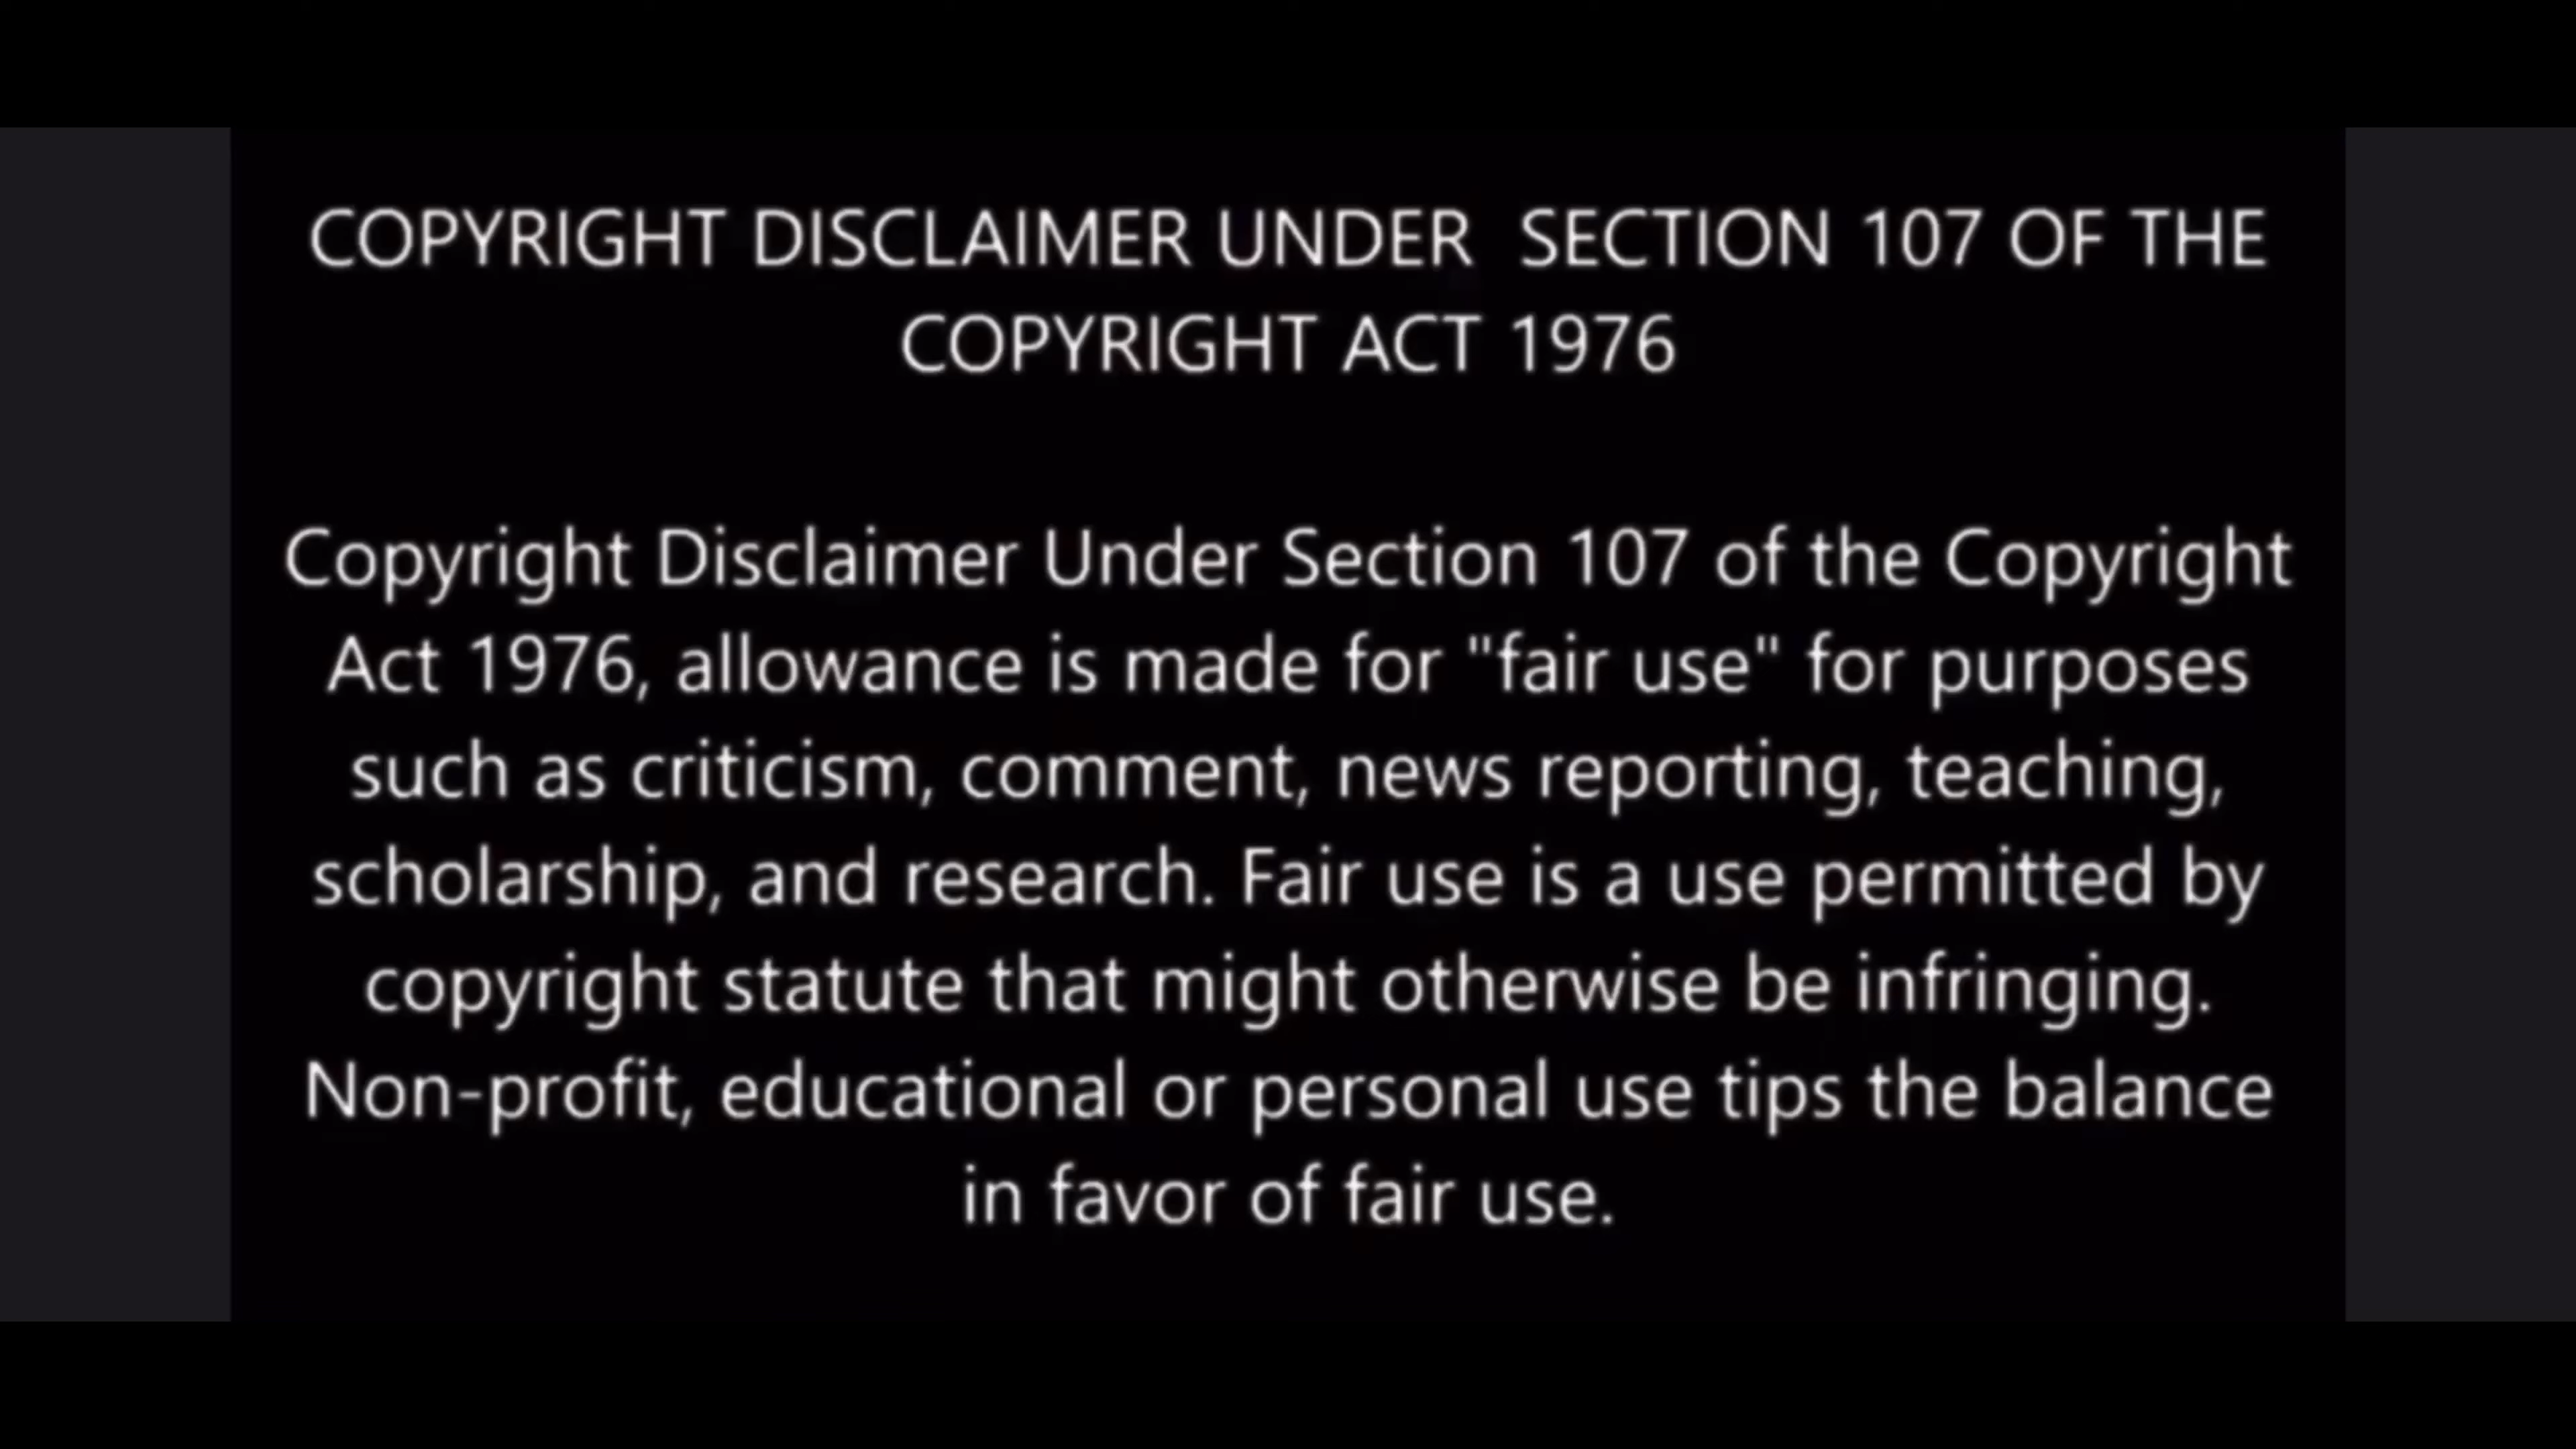 COPYRIGHT DISCLAIMER UNDER  SECTION 107 OF THE
COPYRIGHT ACT 1976
Copyright Disclaimer Under Section 107 of the Copyright
Act 1976, allowance is made for "fair use" for purposes
such as criticism, comment, news reporting, teaching,
scholarship, and research. Fair use is a use permitted by
copyright statute that might otherwise be infringing.
Non-profit, educational or personal use tips the balance
in favor of fair use.